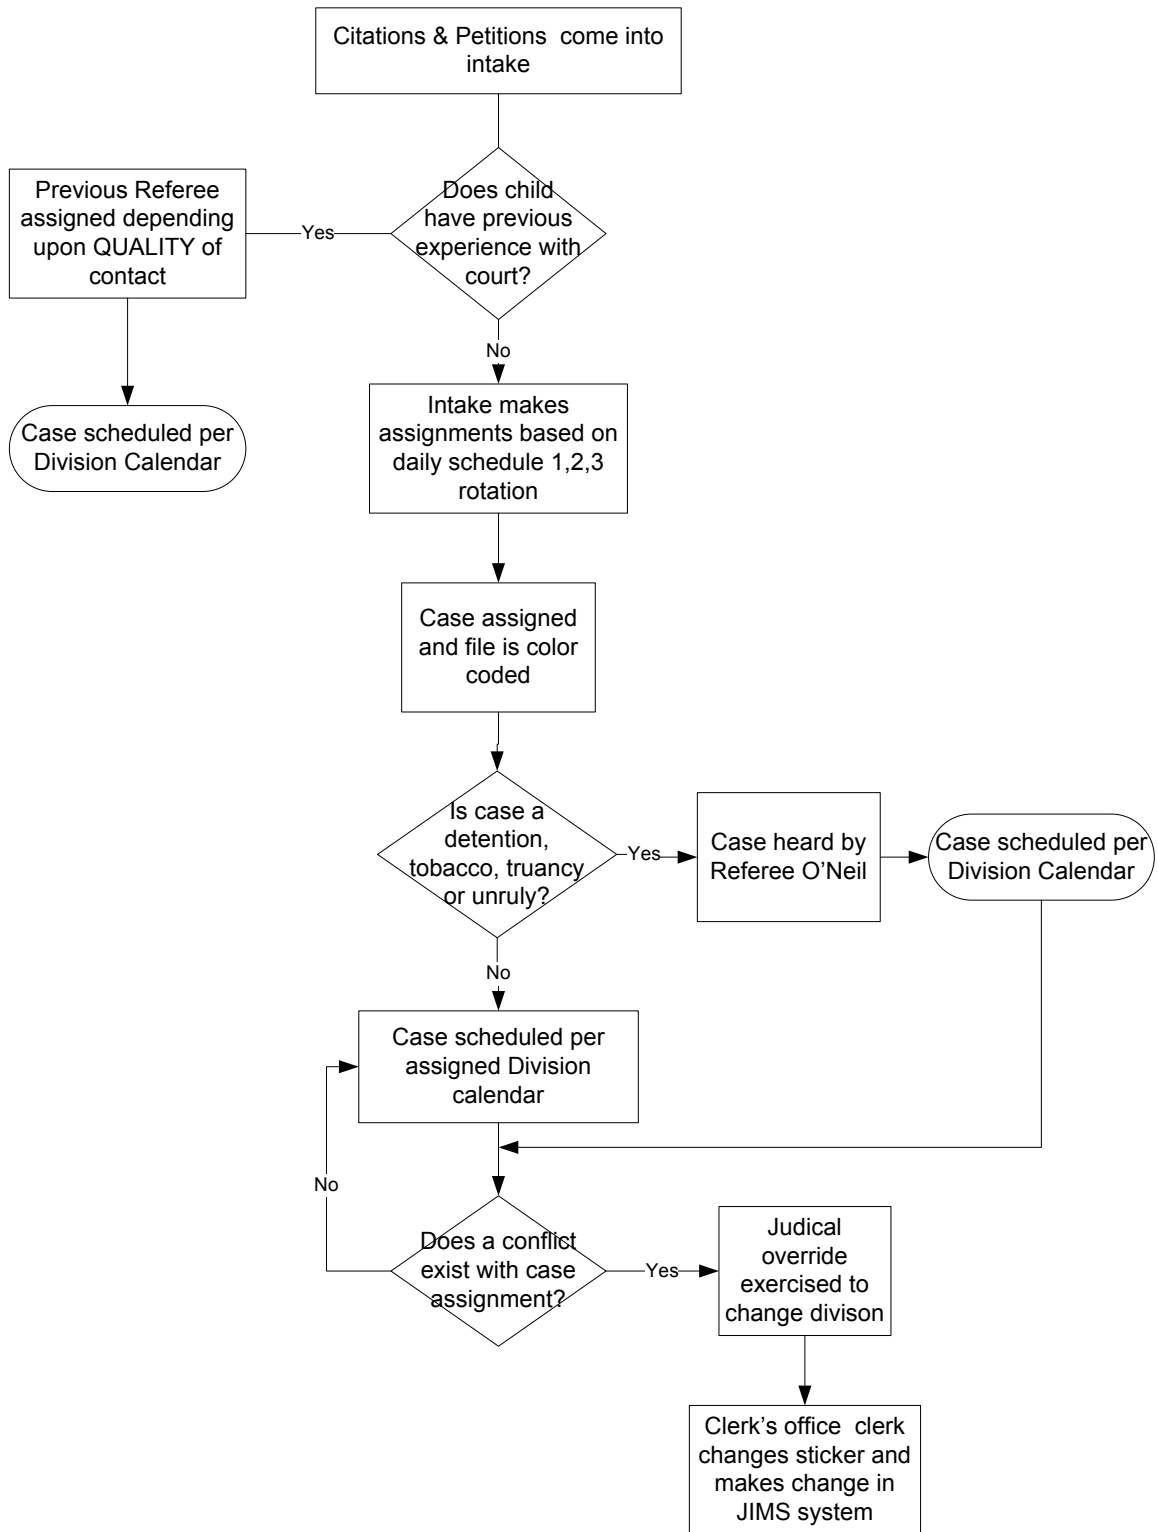 Citations & Petitions  come into
intake
Does child
have previous
experience with
court?
Yes
Previous Referee
assigned depending
upon QUALITY of
contact
Case scheduled per
Division Calendar
No
Intake makes
assignments based on
daily schedule 1,2,3
rotation
Case assigned
and file is color
coded
Is case a
detention,
tobacco, truancy
or unruly?
Yes
Case heard by
Referee O’Neil
Case scheduled per
Division Calendar
No
Case scheduled per
assigned Division
calendar
No
Does a conflict
exist with case
assignment?
Yes
Judical
override
exercised to
change divison
Clerk’s office  clerk
changes sticker and
makes change in
JIMS system